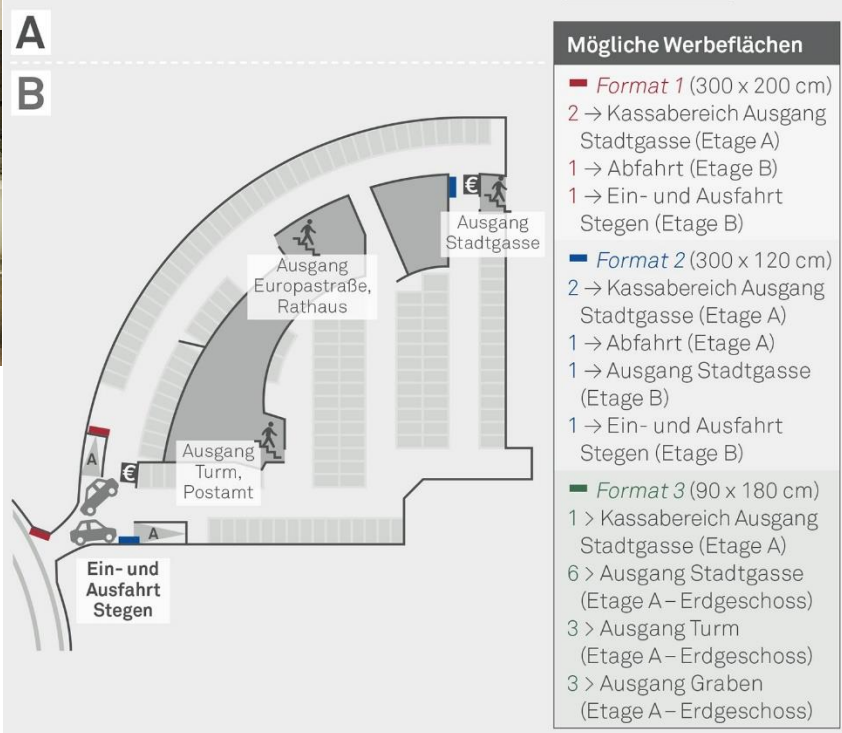 A
B
€
Ausgang
Stadtgasse
Ausgang
Europastraße,
Rathaus
Ausgang
Turm,
Postamt
A
€
A
Ein- und
Ausfahrt
Stegen
Mögliche Werbeflächen
Format 1 (300 x 200 cm)
2 → Kassabereich Ausgang
Stadtgasse (Etage A)
1 → Abfahrt (Etage B)
1 → Ein- und Ausfahrt
Stegen (Etage B)
Format 2 (300 x 120 cm)
2 → Kassabereich Ausgang
Stadtgasse (Etage A)
1 → Abfahrt (Etage A)
1 → Ausgang Stadtgasse
(Etage B)
1 → Ein- und Ausfahrt
Stegen (Etage B)
Format 3 (90 x 180 cm)
1 > Kassabereich Ausgang
Stadtgasse (Etage A)
6 > Ausgang Stadtgasse
(Etage A – Erdgeschoss)
3 > Ausgang Turm
(Etage A – Erdgeschoss)
3 > Ausgang Graben
(Etage A – Erdgeschoss)